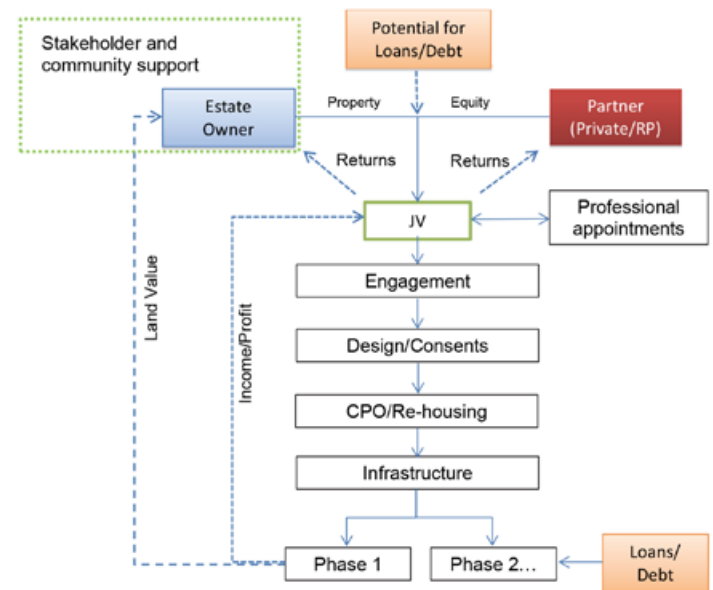 Stakeholder and
community support
Potential for
Loans/Debt
Estate
Owner
Property
Equity
Partner
(Private/RP)
Returns
Returns
JV
Professional
appointments
Engagement
Land Value
Income/Profit
Design/Consents
CPO/Re-housing
Infrastructure
Phase 1
Phase 2...
Loans/
Debt